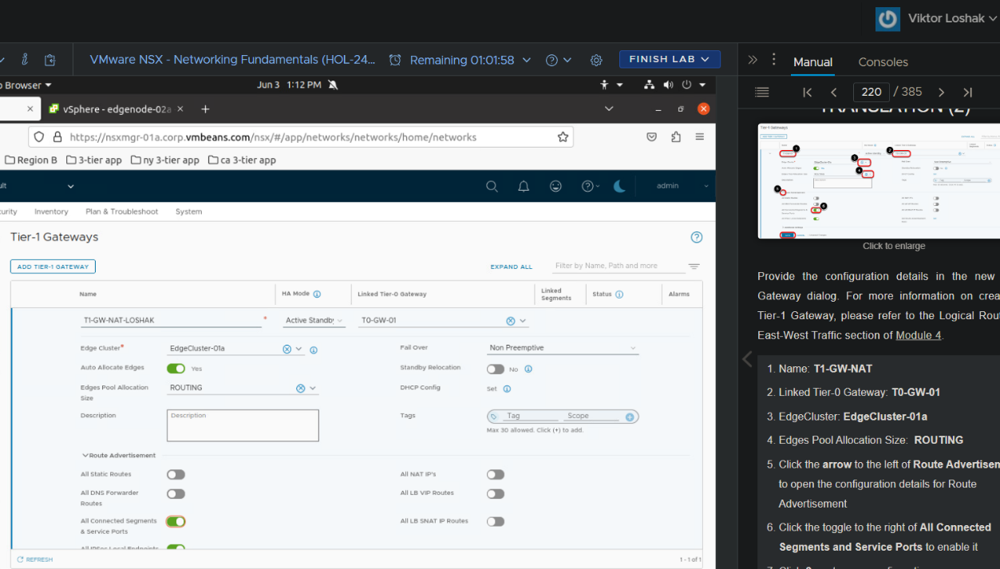 Viktor Loshak
VMware NSX - Networking Fundamentals (HOL-24...
Remaining 01:01:58
FINISH LAB
Browser
Jun 3 1:12 PM
vSphere - edgenode-02a
https://nsxmgr-01a.corp.vmbeans.com/nsx/#/app/networks/networks/home/networks
Region B 3-tier app ny 3-tier app ca 3-tier app
ult
admin
urity Inventory Plan & Troubleshoot System
Tier-1 Gateways
ADD TIER-1 GATEWAY
EXPAND ALL
Filter by Name, Path and more
Name
HA Mode
Linked Tier-0 Gateway
Linked Segments
Status
Alarms
T1-GW-NAT-LOSHAK *
Active Standby
T0-GW-01
Edge Cluster*
EdgeCluster-01a
Fail Over
Non Preemptive
Auto Allocate Edges
Yes
Standby Relocation
No
Edges Pool Allocation Size
ROUTING
DHCP Config
Set
Description
Description
Tags
Tag
Scope
Max 30 allowed. Click (+) to add.
Route Advertisement
All Static Routes
All NAT IP's
All DNS Forwarder Routes
All LB VIP Routes
All Connected Segments & Service Ports
All LB SNAT IP Routes
All IPSec Local Endpoints
REFRESH
1 - 1 of 1
Manual
Consoles
220 / 385
TRANSLATION (2)
Tier-1 Gateways
Click to enlarge
Provide the configuration details in the new
Gateway dialog. For more information on crea
Tier-1 Gateway, please refer to the Logical Rout
East-West Traffic section of Module 4.
1. Name: T1-GW-NAT
2. Linked Tier-0 Gateway: T0-GW-01
3. EdgeCluster: EdgeCluster-01a
4. Edges Pool Allocation Size: ROUTING
5. Click the arrow to the left of Route Advertisem
to open the configuration details for Route
Advertisement
6. Click the toggle to the right of All Connected
Segments and Service Ports to enable it